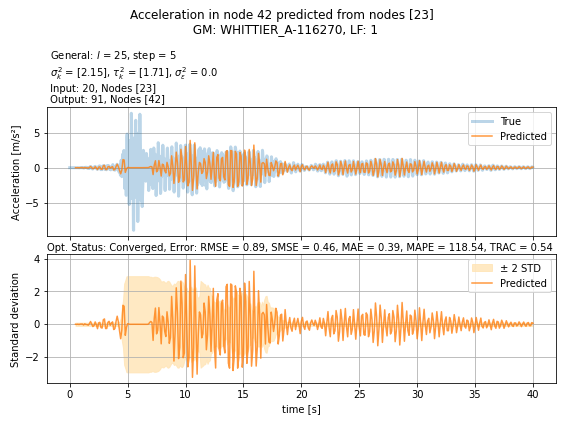 Acceleration in node 42 predicted from nodes [23]
GM: WHITTIER_A-116270, LF: 1
General: l = 25, step = 5
σ²ₖ = [2.15], τ²ₖ = [1.71], σ²ε = 0.0
Input: 20, Nodes [23]
Output: 91, Nodes [42]
Acceleration [m/s²]
5
0
−5
True
Predicted
Opt. Status: Converged, Error: RMSE = 0.89, SMSE = 0.46, MAE = 0.39, MAPE = 118.54, TRAC = 0.54
Standard deviation
4
2
0
−2
± 2 STD
Predicted
0 5 10 15 20 25 30 35 40
time [s]